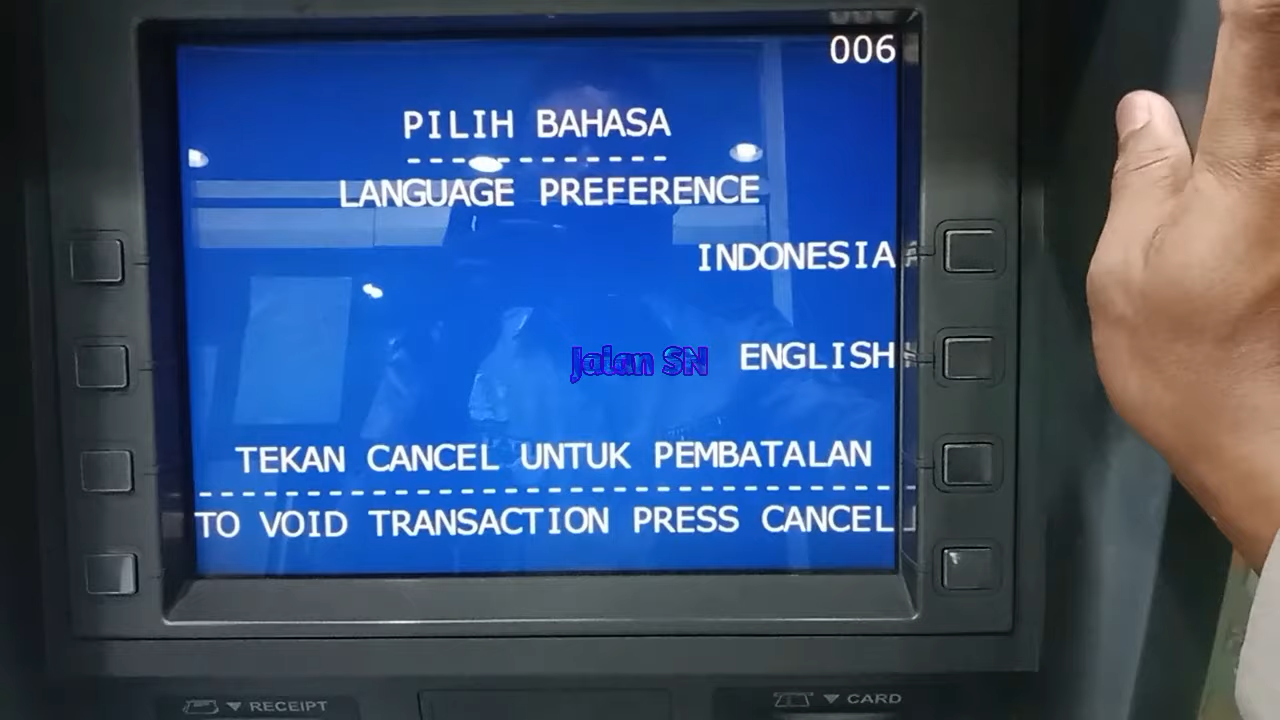 006
PILIH BAHASA
------------
LANGUAGE PREFERENCE
INDONESIA
Jalan SN
ENGLISH
TEKAN CANCEL UNTUK PEMBATALAN
--------------------------------
TO VOID TRANSACTION PRESS CANCEL
RECEIPT
CARD